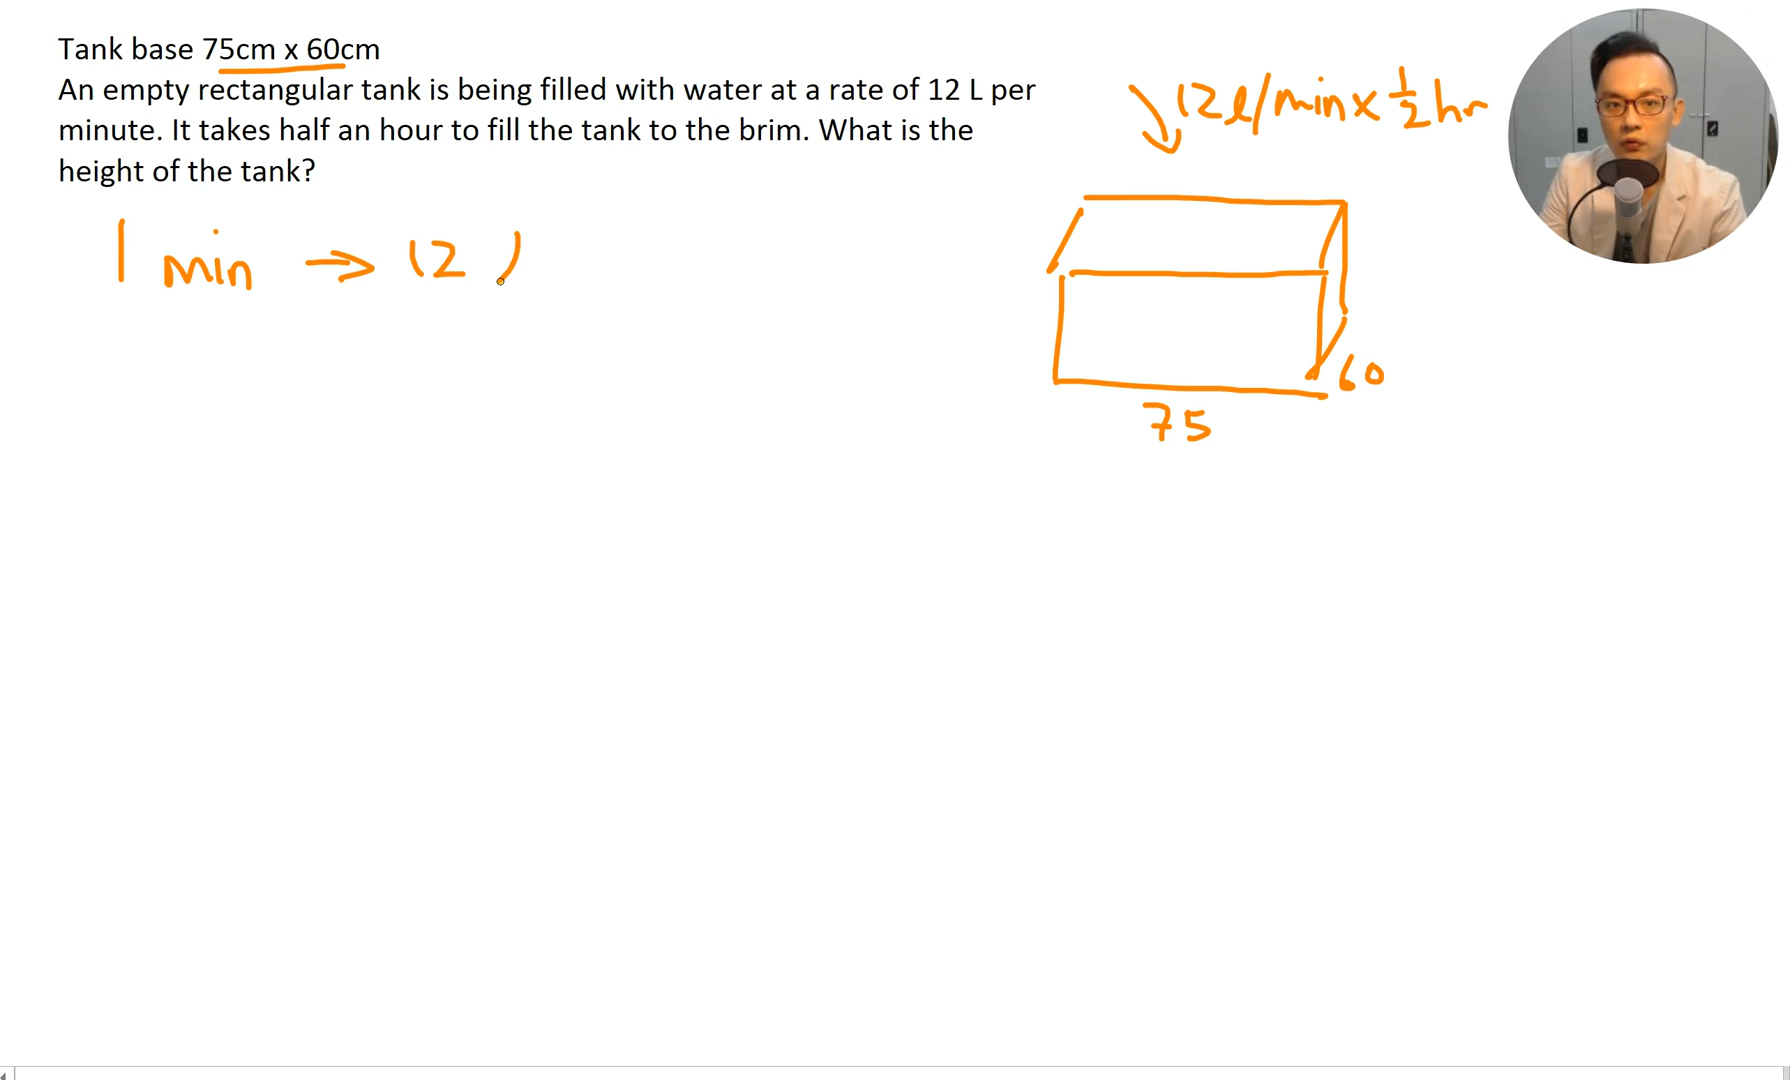 Tank base 75cm x 60cm
An empty rectangular tank is being filled with water at a rate of 12 L per
minute. It takes half an hour to fill the tank to the brim. What is the
height of the tank?
12l/min x 1/2 hr
1 min → 12 l
60
75